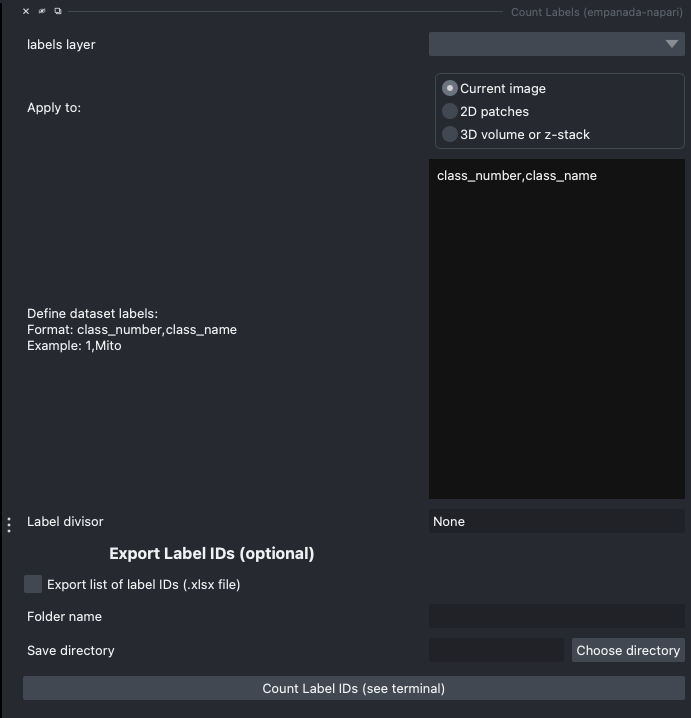 Count Labels (empanada-napari)
labels layer
Apply to:
Current image
2D patches
3D volume or z-stack
class_number,class_name
Define dataset labels:
Format: class_number,class_name
Example: 1,Mito
Label divisor
None
Export Label IDs (optional)
Export list of label IDs (.xlsx file)
Folder name
Save directory
Choose directory
Count Label IDs (see terminal)